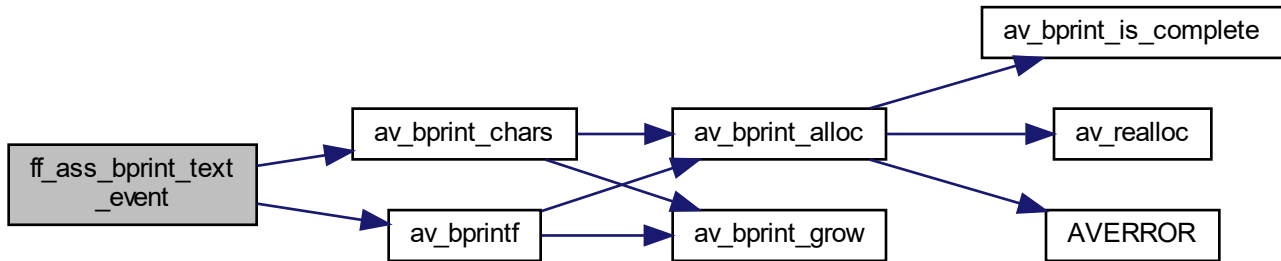 ff_ass_bprint_text
_event
av_bprint_chars
av_bprintf
av_bprint_alloc
av_bprint_grow
av_bprint_is_complete
av_realloc
AVERROR